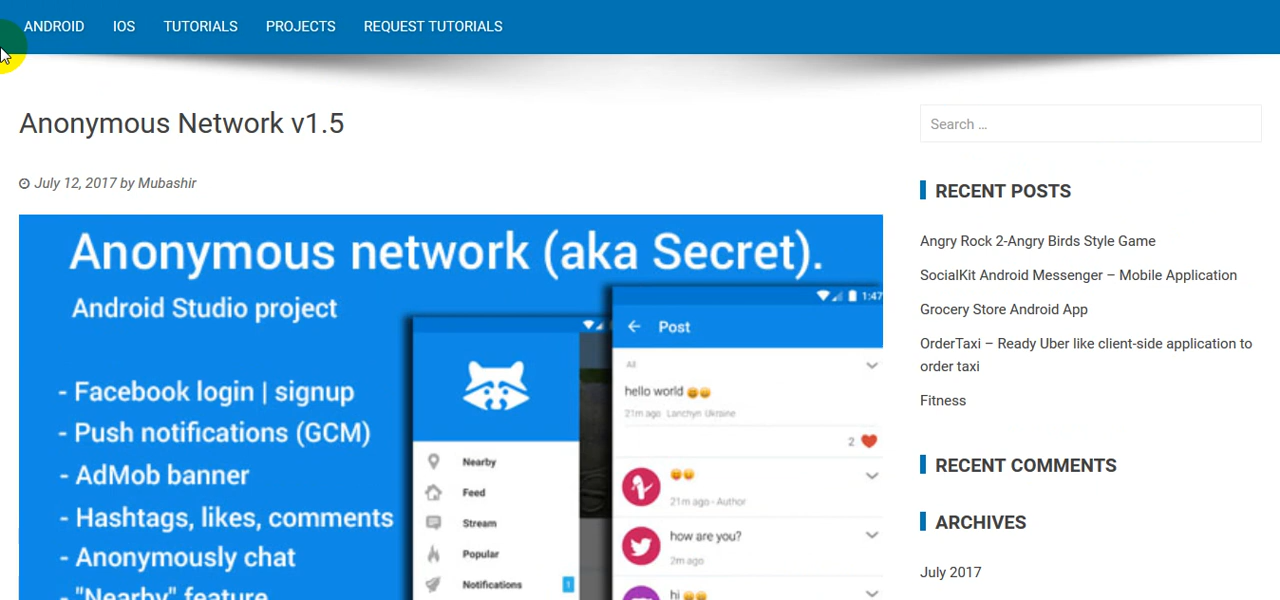 ANDROID IOS TUTORIALS PROJECTS REQUEST TUTORIALS
Anonymous Network v1.5
July 12, 2017 by Mubashir
Anonymous network (aka Secret).
Android Studio project
- Facebook login | signup
- Push notifications (GCM)
- AdMob banner
- Hashtags, likes, comments
- Anonymously chat
- "Nearby" feature
Nearby
Feed
Stream
Popular
Notifications 1
1:47
Post
All
hello world
21m ago Lanchyn Ukraine
2
21m ago - Author
how are you?
2m ago
hi
Search …
RECENT POSTS
Angry Rock 2-Angry Birds Style Game
SocialKit Android Messenger – Mobile Application
Grocery Store Android App
OrderTaxi – Ready Uber like client-side application to
order taxi
Fitness
RECENT COMMENTS
ARCHIVES
July 2017